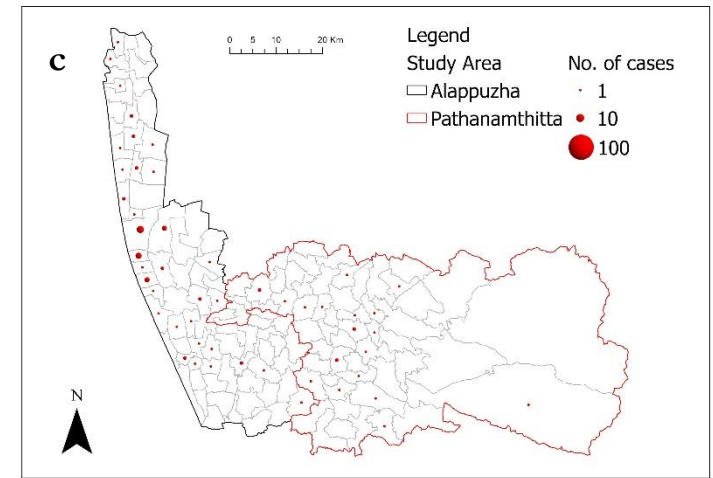 c
0 5 10 20 Km
Legend
Study Area
No. of cases
Alappuzha
1
Pathanamthitta
10
100
N